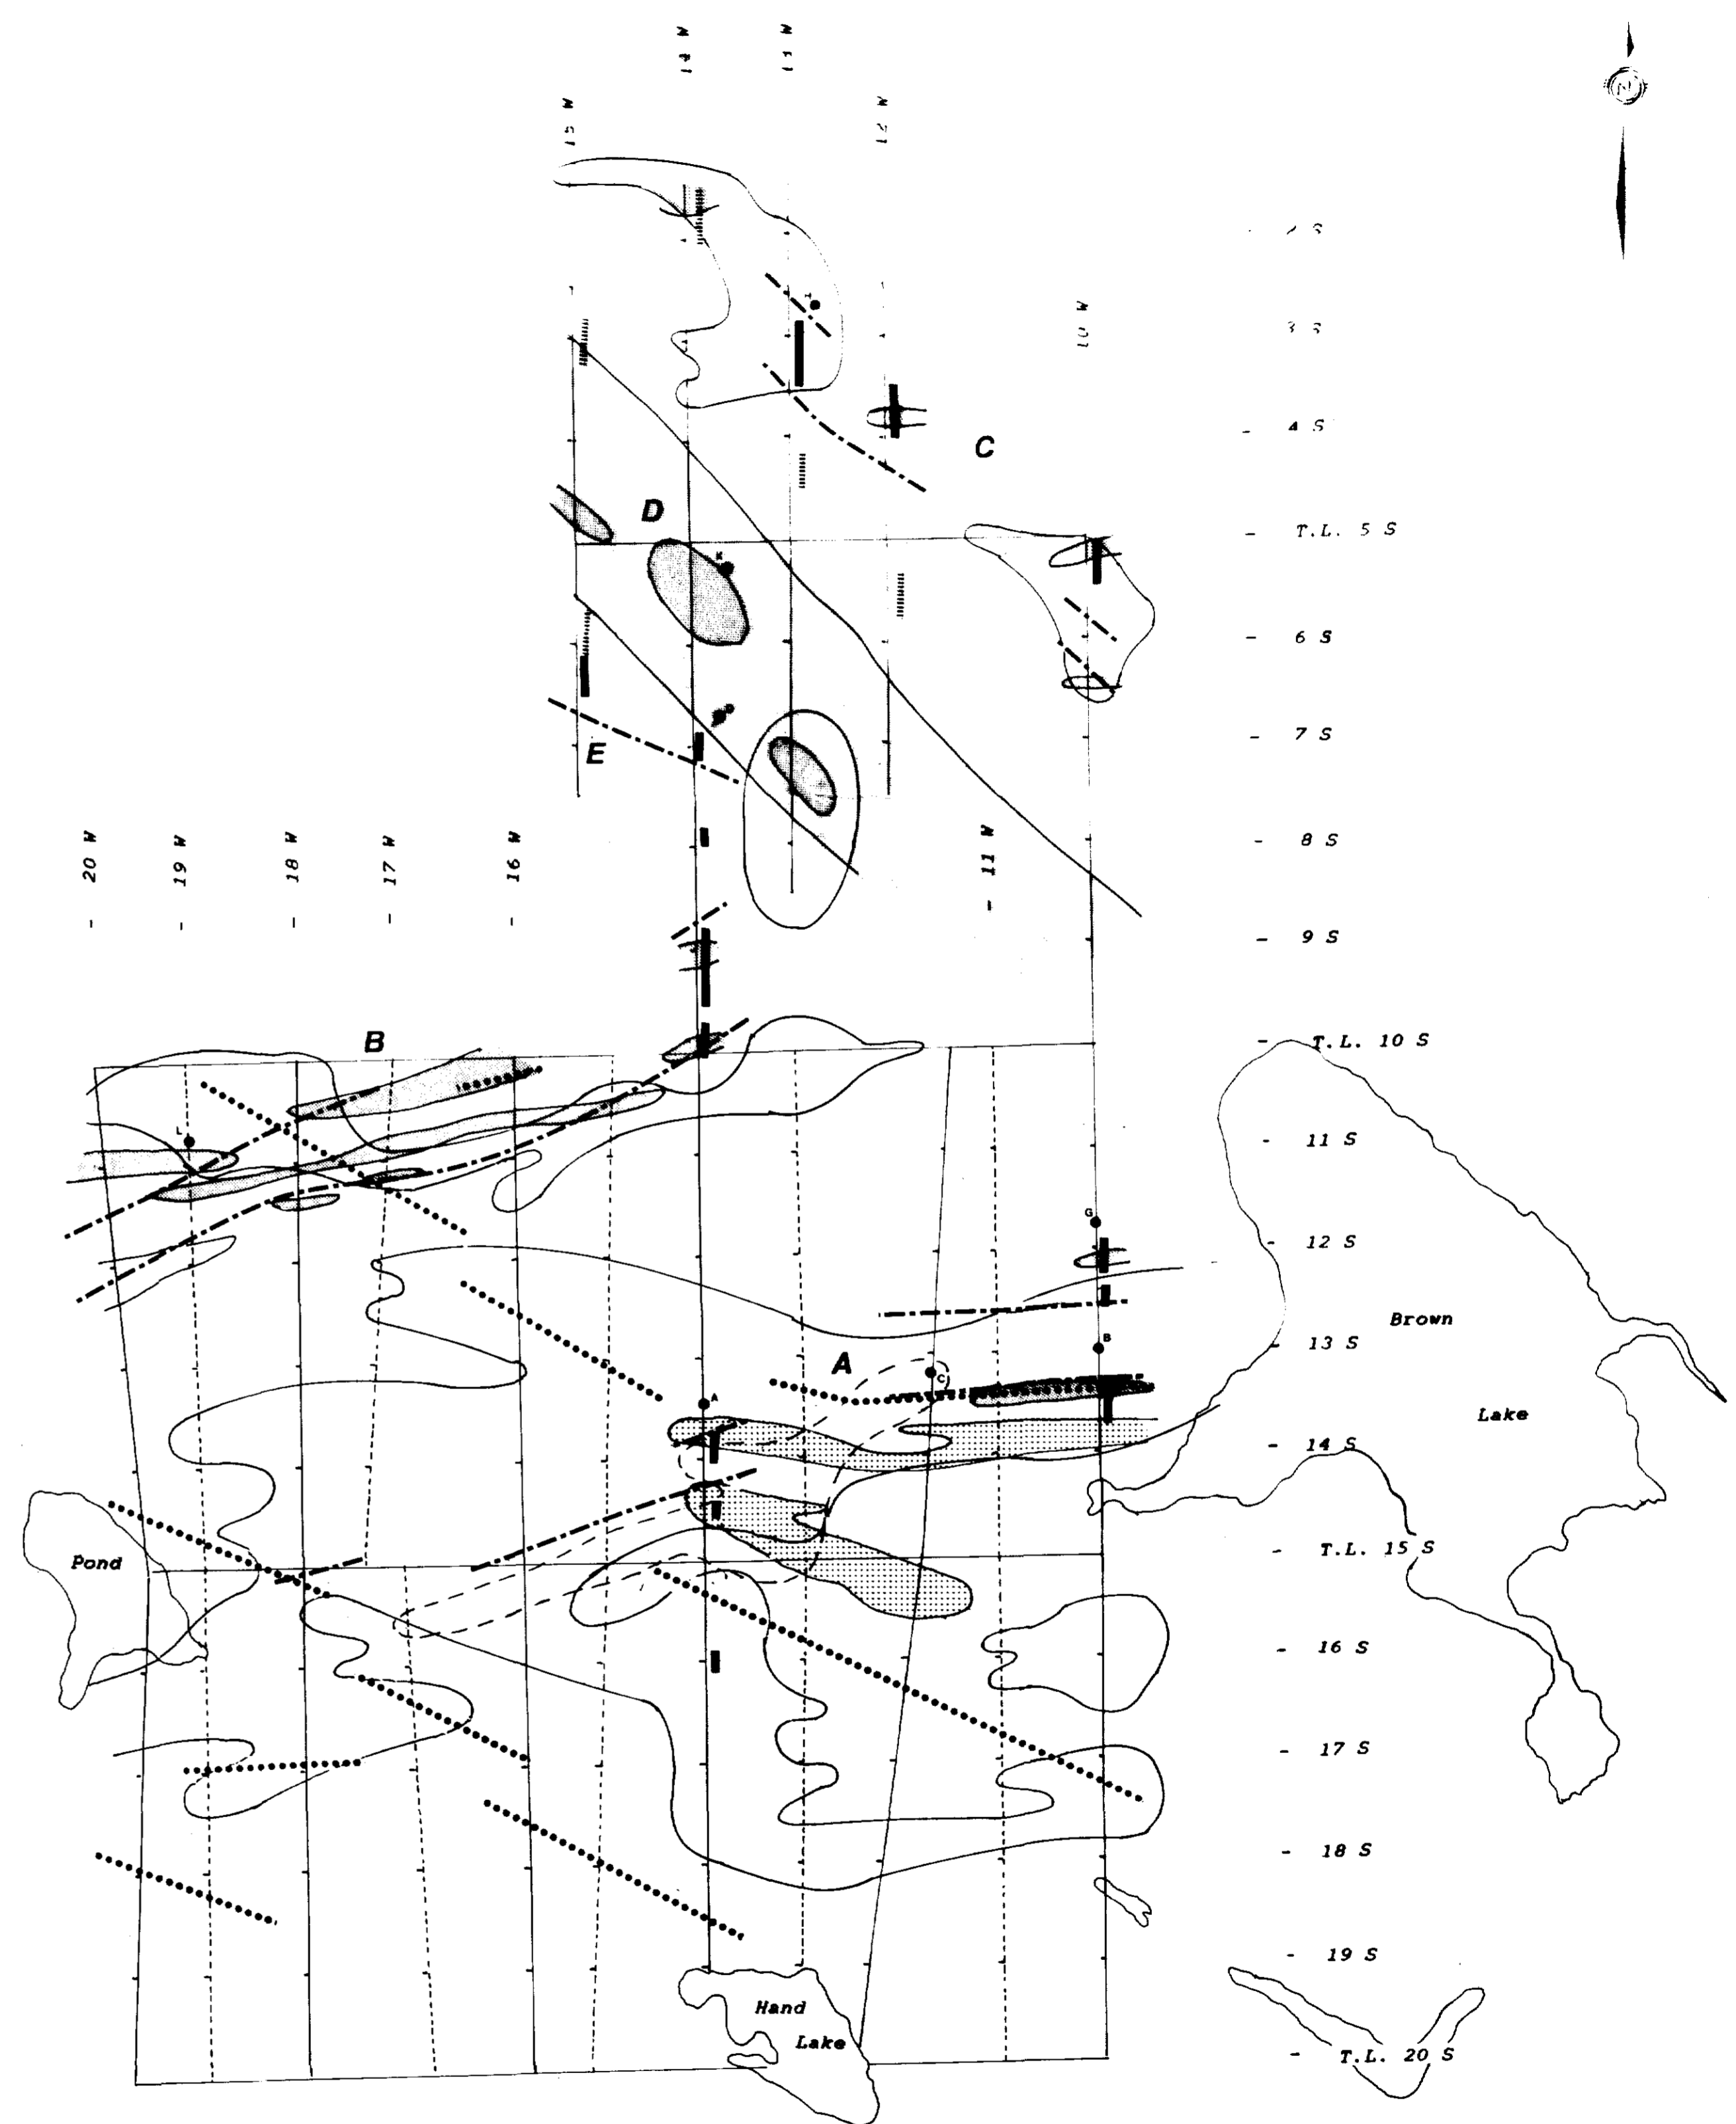 14 W
13 W
15 W
12 W
N
2 S
3 S
10 W
4 S
C
D
T.L. 5 S
K
6 S
7 S
E
8 S
20 W
19 W
18 W
17 W
16 W
11 W
9 S
B
T.L. 10 S
L
11 S
G
12 S
Brown
Lake
B
13 S
A
C
A
14 S
Pond
T.L. 15 S
16 S
17 S
18 S
19 S
Hand
Lake
T.L. 20 S